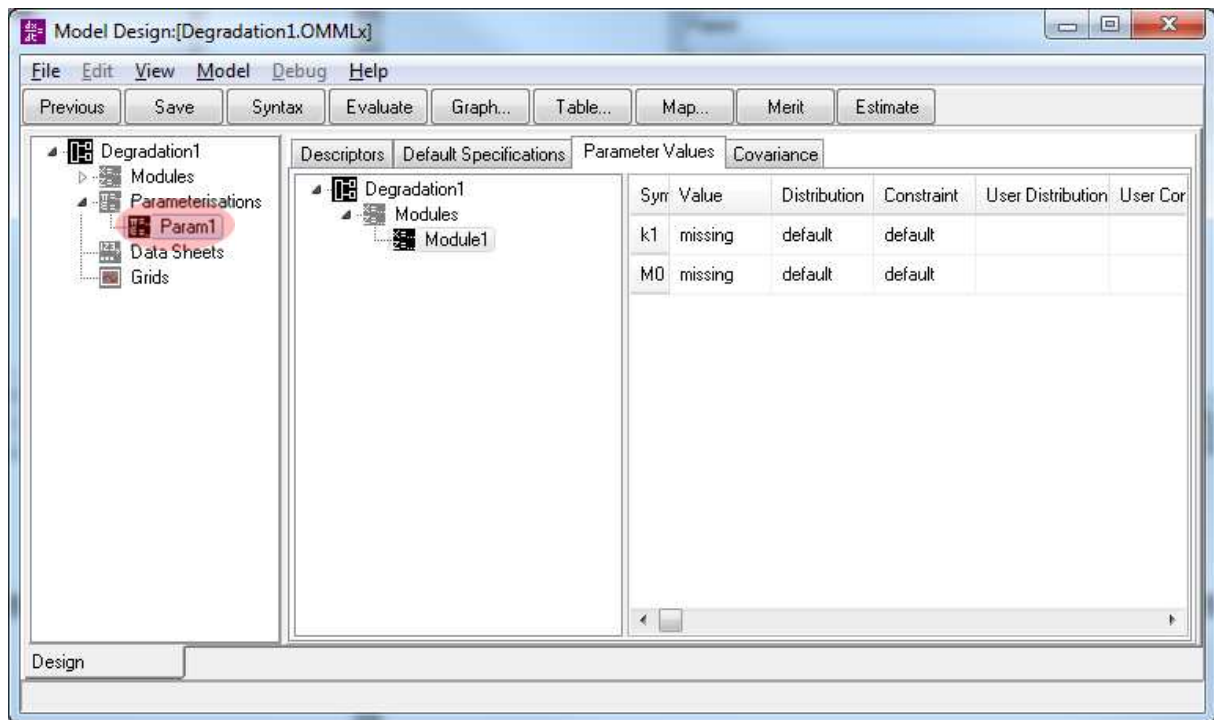 Model Design:[Degradation1.OMMLx]
File Edit View Model Debug Help
Previous Save Syntax Evaluate Graph... Table... Map... Merit Estimate
Degradation1
Modules
Parameterisations
Param1
Data Sheets
Grids
Descriptors Default Specifications Parameter Values Covariance
Degradation1
Modules
Module1
Sym Value Distribution Constraint User Distribution User Cor
k1 missing default default
M0 missing default default
Design